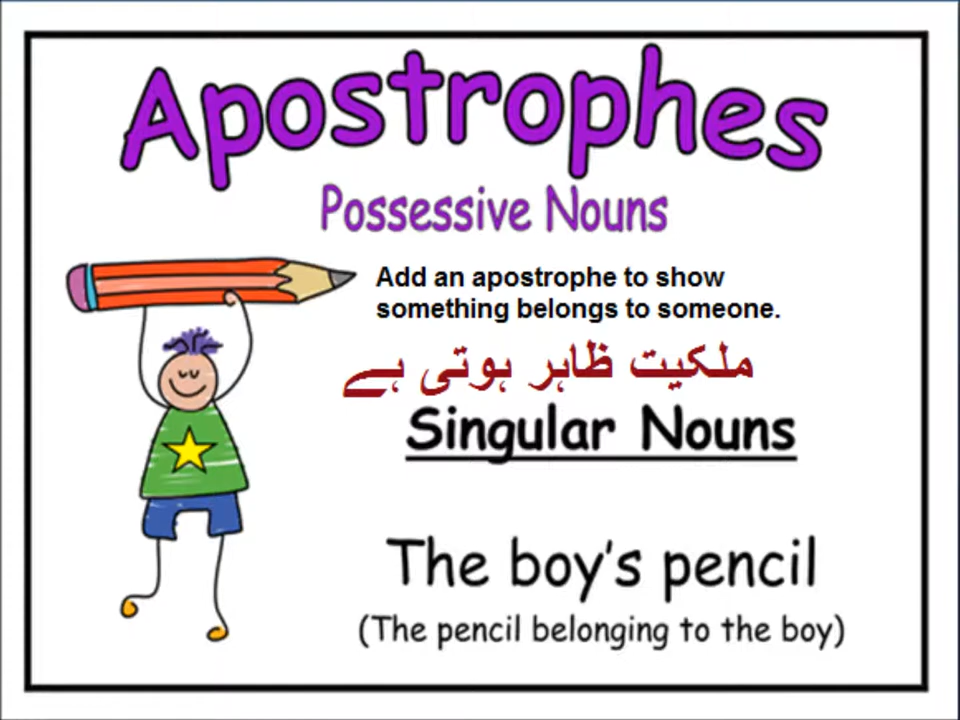 Apostrophes
Possessive Nouns
Add an apostrophe to show
something belongs to someone.
ملکیت ظاہر ہوتی ہے
Singular Nouns
The boy's pencil
(The pencil belonging to the boy)